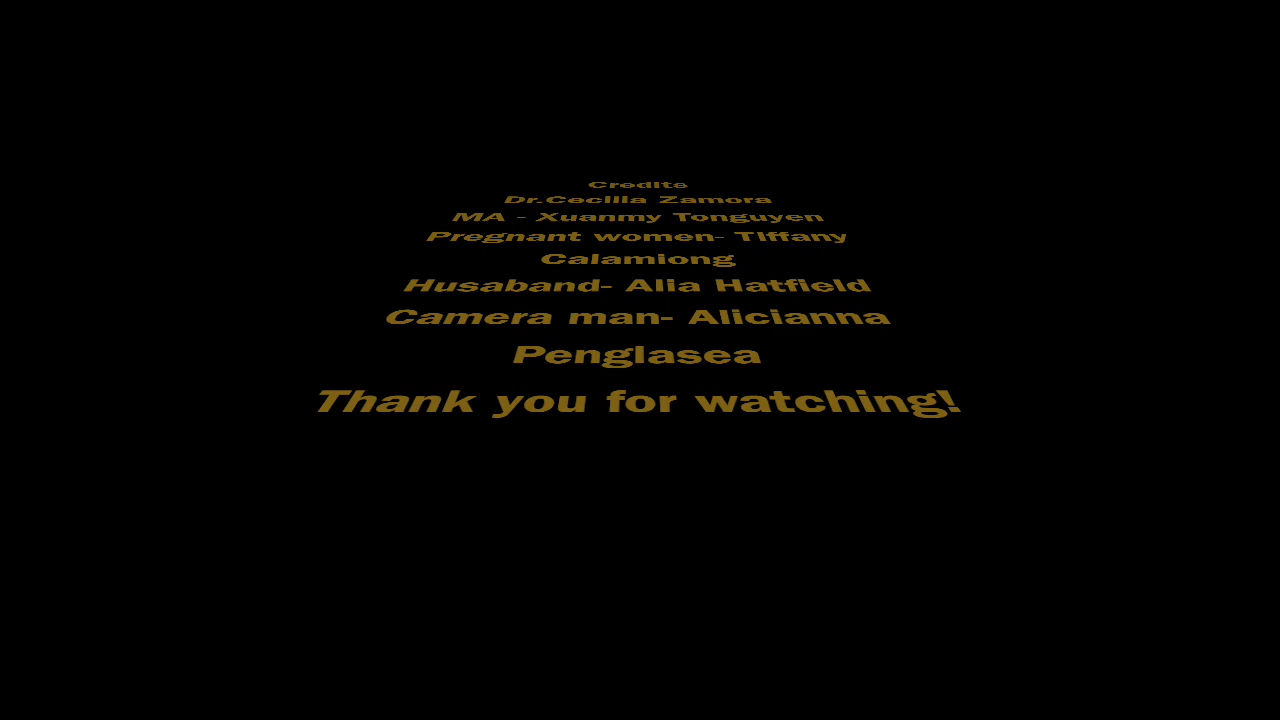 Credits
Dr.Cecilia Zamora
MA - Xuanmy Tonguyen
Pregnant women- Tiffany
Calamiong
Husaband- Alia Hatfield
Camera man- Alicianna
Penglasea
Thank you for watching!